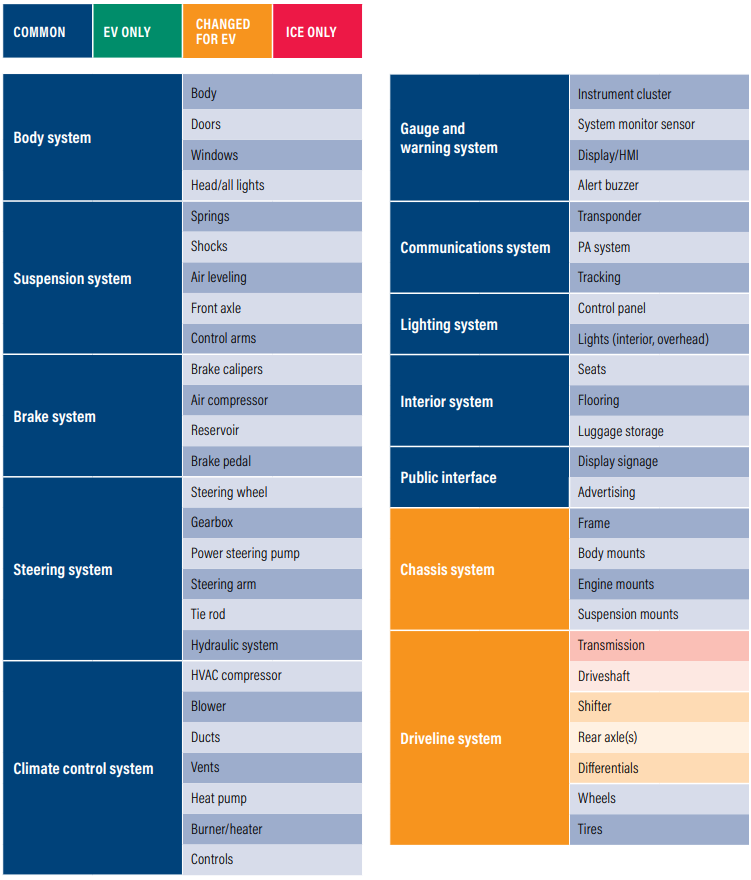 COMMON
EV ONLY
CHANGED
FOR EV
ICE ONLY
Body system
Body
Doors
Windows
Head/all lights
Suspension system
Springs
Shocks
Air leveling
Front axle
Control arms
Brake system
Brake calipers
Air compressor
Reservoir
Brake pedal
Steering system
Steering wheel
Gearbox
Power steering pump
Steering arm
Tie rod
Hydraulic system
Climate control system
HVAC compressor
Blower
Ducts
Vents
Heat pump
Burner/heater
Controls
Gauge and
warning system
Instrument cluster
System monitor sensor
Display/HMI
Alert buzzer
Communications system
Transponder
PA system
Tracking
Lighting system
Control panel
Lights (interior, overhead)
Interior system
Seats
Flooring
Luggage storage
Public interface
Display signage
Advertising
Chassis system
Frame
Body mounts
Engine mounts
Suspension mounts
Driveline system
Transmission
Driveshaft
Shifter
Rear axle(s)
Differentials
Wheels
Tires